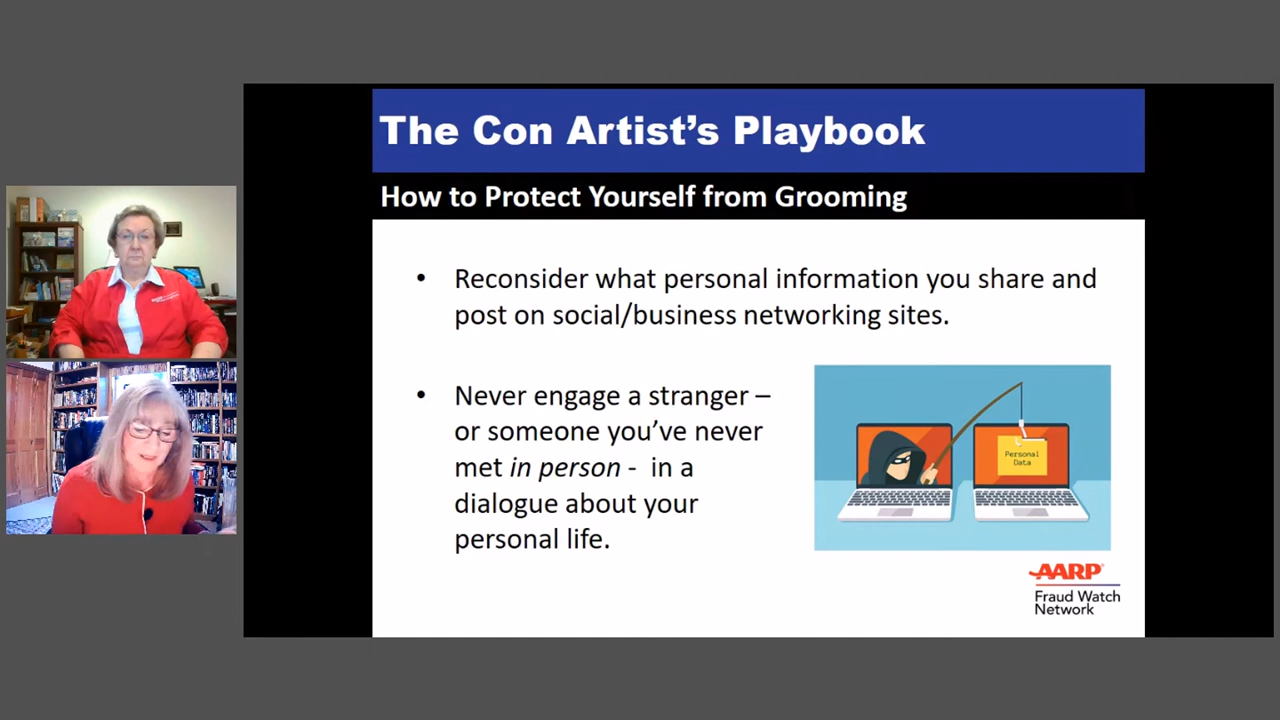 The Con Artist’s Playbook
How to Protect Yourself from Grooming
• Reconsider what personal information you share and
post on social/business networking sites.
• Never engage a stranger –
or someone you’ve never
met in person - in a
dialogue about your
personal life.
Personal
Data
AARP
Fraud Watch
Network